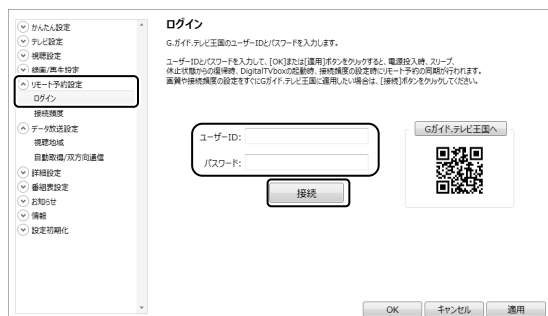 かんたん設定
テレビ設定
視聴設定
録画/再生設定
リモート予約設定
ログイン
接続頻度
データ放送設定
視聴地域
自動取得/双方向通信
詳細設定
番組表設定
お知らせ
情報
設定初期化
ログイン
G.ガイド.テレビ王国のユーザーIDとパスワードを入力します。
ユーザーIDとパスワードを入力して、[OK]または[適用]ボタンをクリックすると、電源投入時、スリープ、
休止状態からの復帰時、DigitalTVboxの起動時、接続頻度の設定時にリモート予約の同期が行われます。
画質や接続頻度の設定をすぐにGガイド.テレビ王国に適用したい場合は、[接続]ボタンをクリックしてください。
ユーザーID:
パスワード:
接続
Gガイド.テレビ王国へ
OK キャンセル 適用